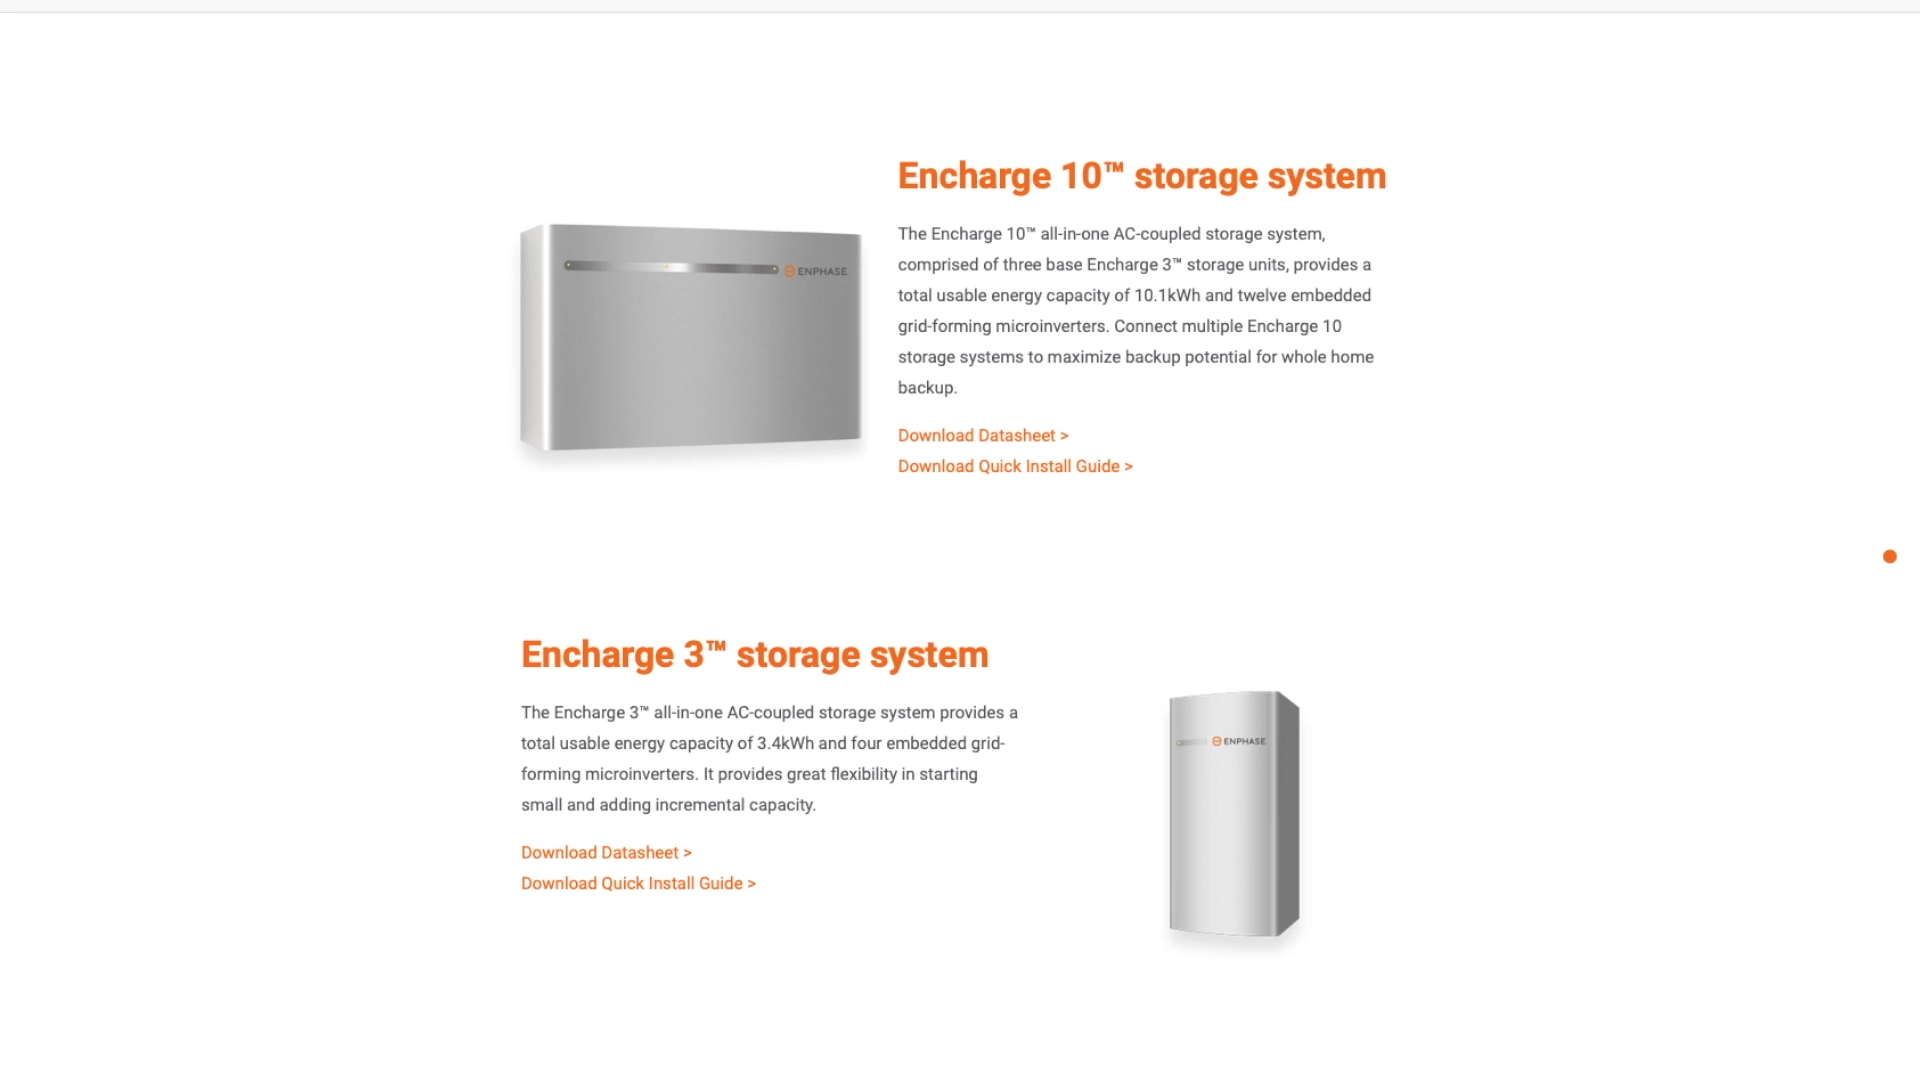 Encharge 10™ storage system
The Encharge 10™ all-in-one AC-coupled storage system,
comprised of three base Encharge 3™ storage units, provides a
total usable energy capacity of 10.1kWh and twelve embedded
grid-forming microinverters. Connect multiple Encharge 10
storage systems to maximize backup potential for whole home
backup.
Download Datasheet >
Download Quick Install Guide >
ENPHASE
Encharge 3™ storage system
The Encharge 3™ all-in-one AC-coupled storage system provides a
total usable energy capacity of 3.4kWh and four embedded grid-
forming microinverters. It provides great flexibility in starting
small and adding incremental capacity.
Download Datasheet >
Download Quick Install Guide >
ENPHASE